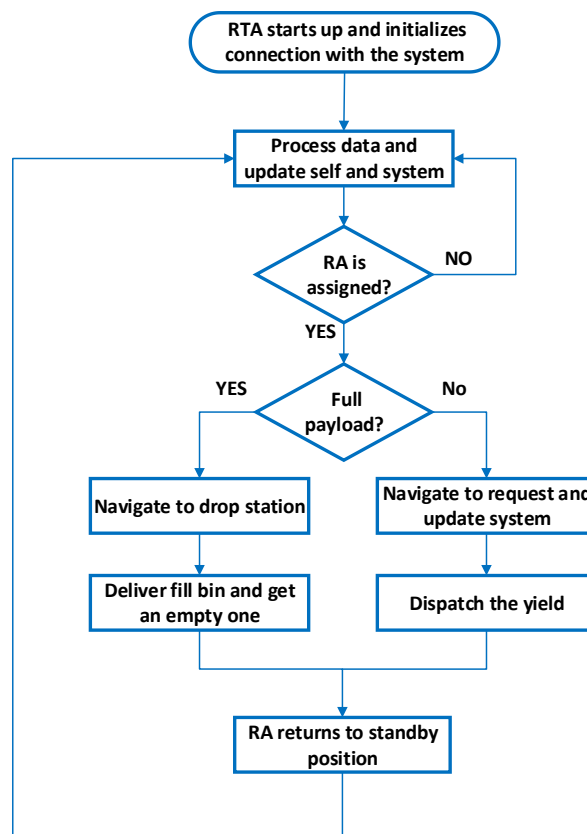 RTA starts up and initializes
connection with the system
Process data and
update self and system
RA is
assigned?
NO
YES
Full
payload?
YES
No
Navigate to drop station
Navigate to request and
update system
Deliver fill bin and get
an empty one
Dispatch the yield
RA returns to standby
position